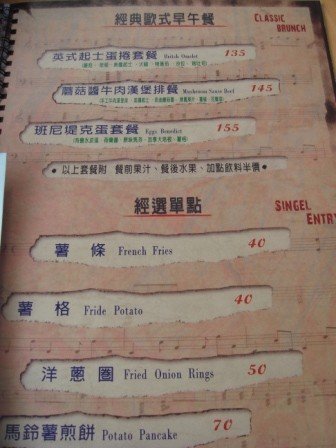 經典歐式早午餐 CLASSIC BRUNCH
英式起士蛋捲套餐 135
蘑菇醬牛肉漢堡排餐 Mushroom Sauce Beef 145
班尼堤克蛋套餐 Eggs Benedict 155
●以上套餐附 餐前果汁、餐後水果、加點飲料半價●
經選單點 SINGEL ENTR
薯條 French Fries 40
薯格 Fride Potato 40
洋蔥圈 Fried Onion Rings 50
馬鈴薯煎餅 Potato Pancake 70